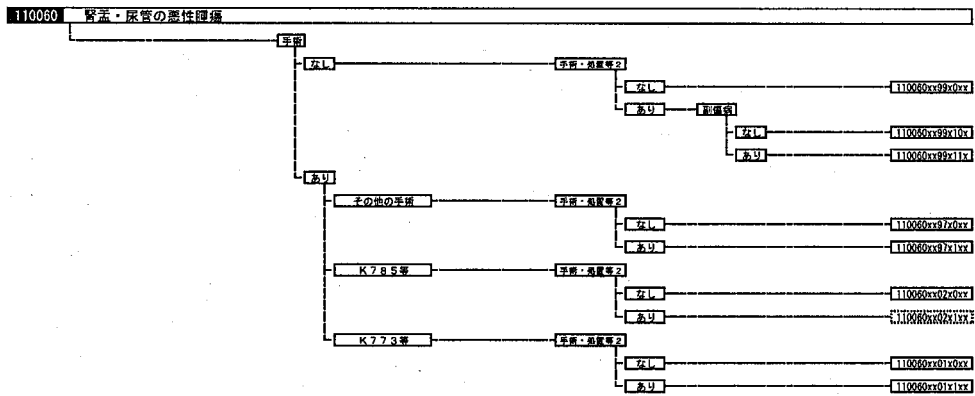 110060 腎盂・尿管の悪性腫瘍
手術
なし 手術・処置等2
なし 110060xx99x0xx
あり 副傷病
なし 110060xx99x10x
あり 110060xx99x11x
あり
その他の手術 手術・処置等2
なし 110060xx97x0xx
あり 110060xx97x1xx
K785等 手術・処置等2
なし 110060xx02x0xx
あり 110060xx02x1xx
K773等 手術・処置等2
なし 110060xx01x0xx
あり 110060xx01x1xx